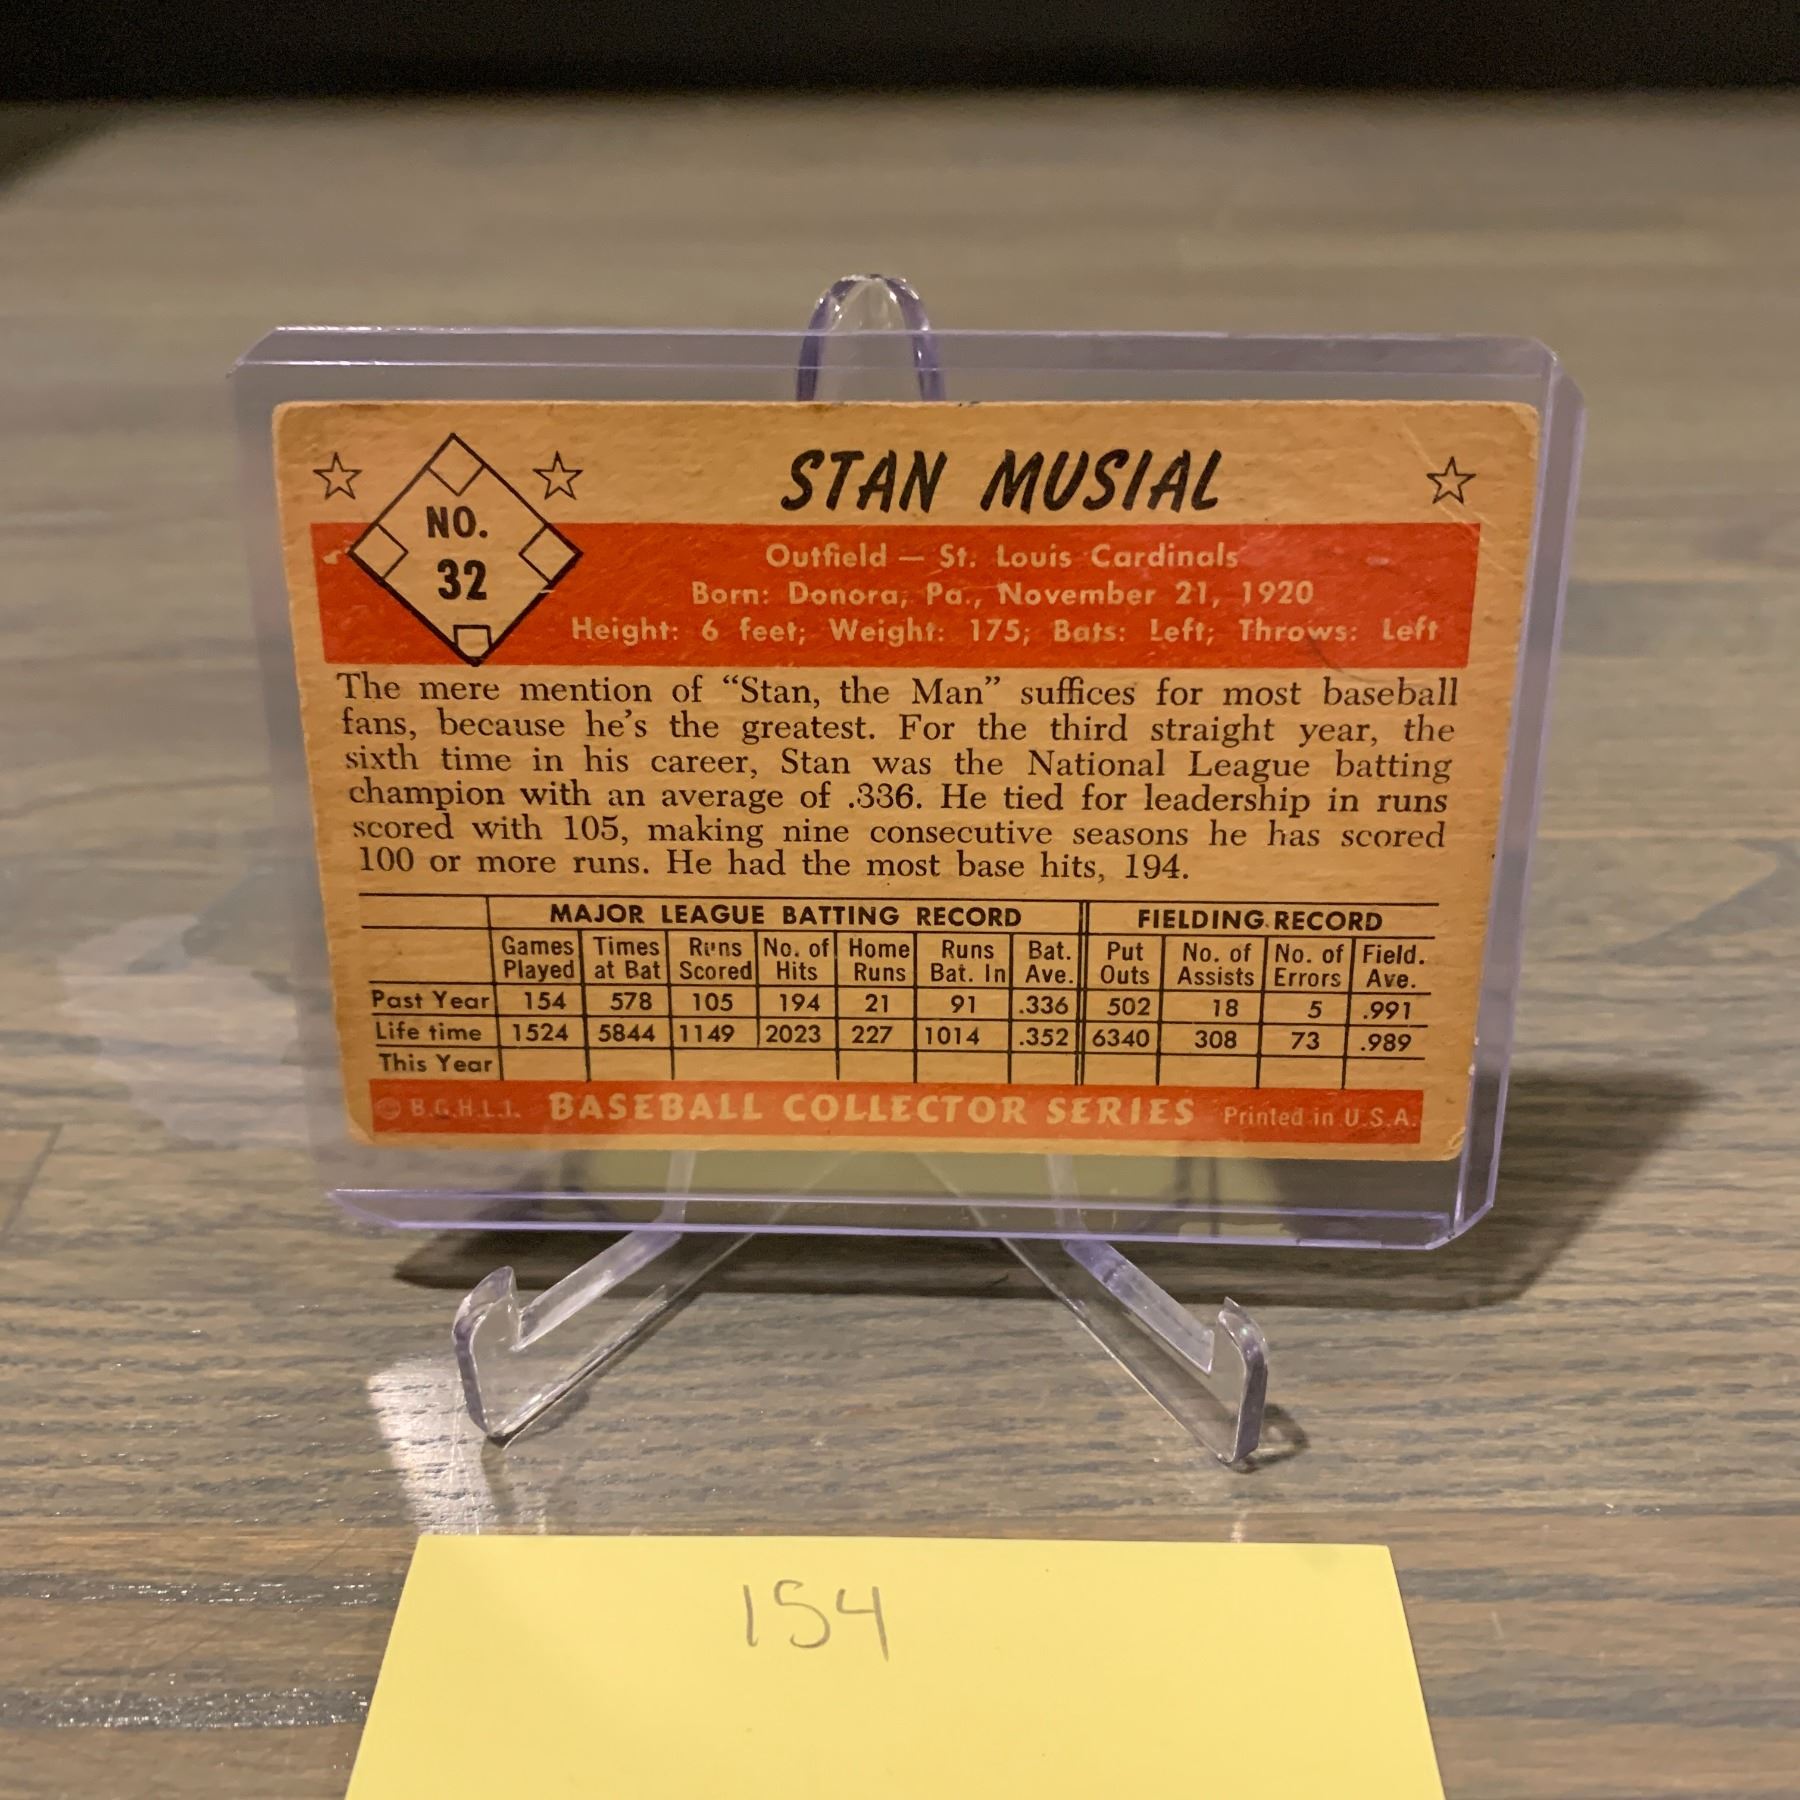 STAN MUSIAL
NO.
32
Outfield — St. Louis Cardinals
Born: Donora, Pa., November 21, 1920
Height: 6 feet; Weight: 175; Bats: Left; Throws: Left
The mere mention of “Stan, the Man” suffices for most baseball
fans, because he’s the greatest. For the third straight year, the
sixth time in his career, Stan was the National League batting
champion with an average of .336. He tied for leadership in runs
scored with 105, making nine consecutive seasons he has scored
100 or more runs. He had the most base hits, 194.
MAJOR LEAGUE BATTING RECORD FIELDING RECORD
Games Times Runs No. of Home Runs Bat. Put No. of No. of Field.
Played at Bat Scored Hits Runs Bat. In Ave. Outs Assists Errors Ave.
Past Year 154 578 105 194 21 91 .336 502 18 5 .991
Life time 1524 5844 1149 2023 227 1014 .352 6340 308 73 .989
This Year
B.G.H.L.I. BASEBALL COLLECTOR SERIES Printed in U.S.A.
154